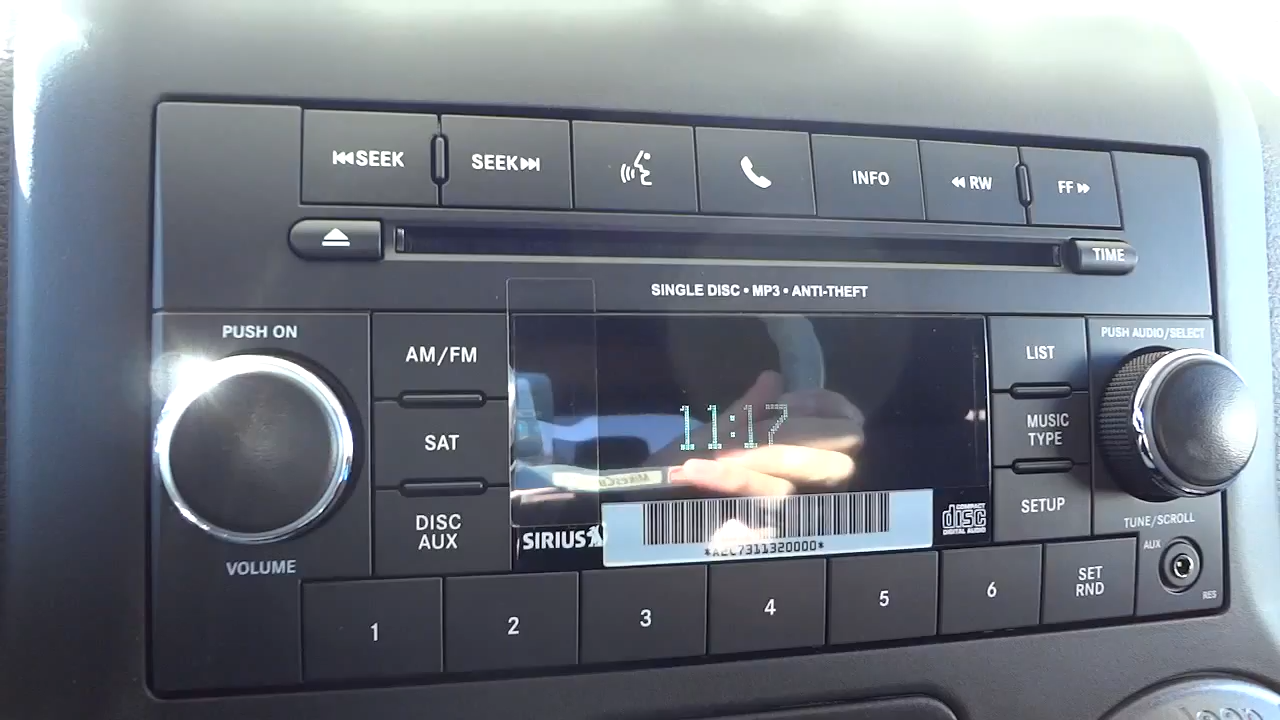 SEEK
SEEK
INFO
RW
FF
TIME
SINGLE DISC • MP3 • ANTI-THEFT
PUSH ON
AM/FM
LIST
PUSH AUDIO/SELECT
11:17
SAT
MUSIC
TYPE
DISC
AUX
SETUP
SIRIUS
*A2C7311320000*
COMPACT
disc
DIGITAL AUDIO
TUNE/SCROLL
AUX
RES
VOLUME
1
2
3
4
5
6
SET
RND
Jeep